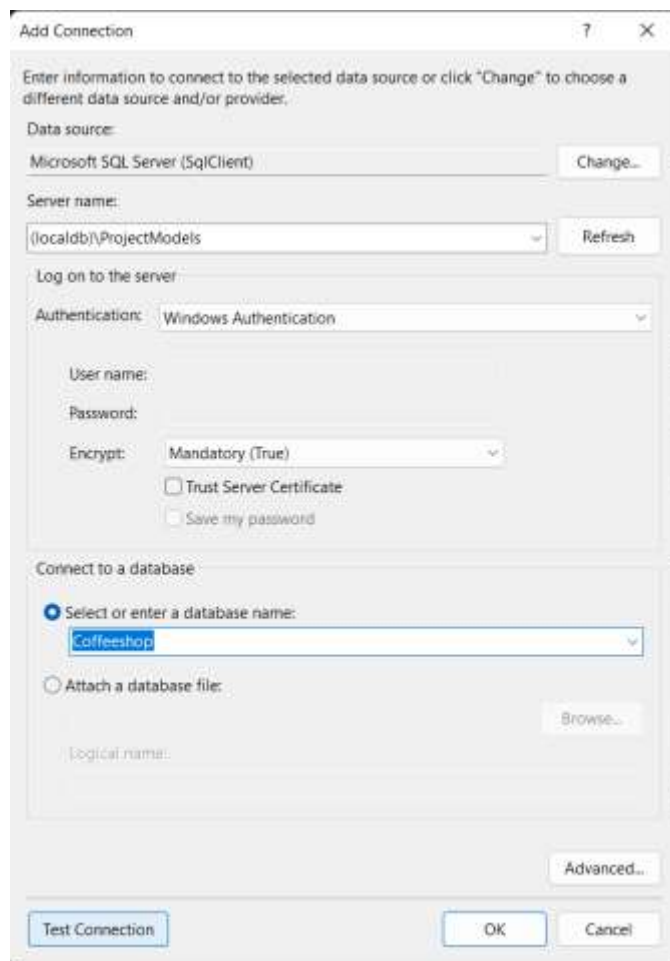 Add Connection ? ×
Enter information to connect to the selected data source or click "Change" to choose a
different data source and/or provider.
Data source:
Microsoft SQL Server (SqlClient) Change...
Server name:
(localdb)\ProjectModels Refresh
Log on to the server
Authentication: Windows Authentication
User name:
Password:
Encrypt: Mandatory (True)
Trust Server Certificate
Save my password
Connect to a database
Select or enter a database name:
Coffeeshop
Attach a database file:
Browse...
Logical name:
Advanced...
Test Connection OK Cancel